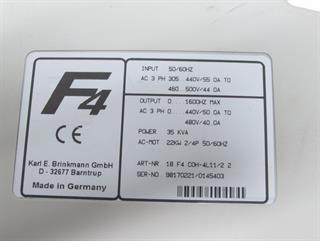 F4
CE
Karl E. Brinkmann GmbH
D - 32677 Barntrup
Made in Germany
INPUT 50/60HZ
AC 3 PH 305 440V/55.0A TO
460 500V/44.0A
OUTPUT 0... 1600HZ MAX
AC 3 PH 0... 440V/50.0A TO
480V/40.0A
POWER 35 KVA
AC-MOT 22KW 2/4P 50/60HZ
ART-NR 18.F4.C0H-4L11/2.2
SER.NO. 98170221/0145403